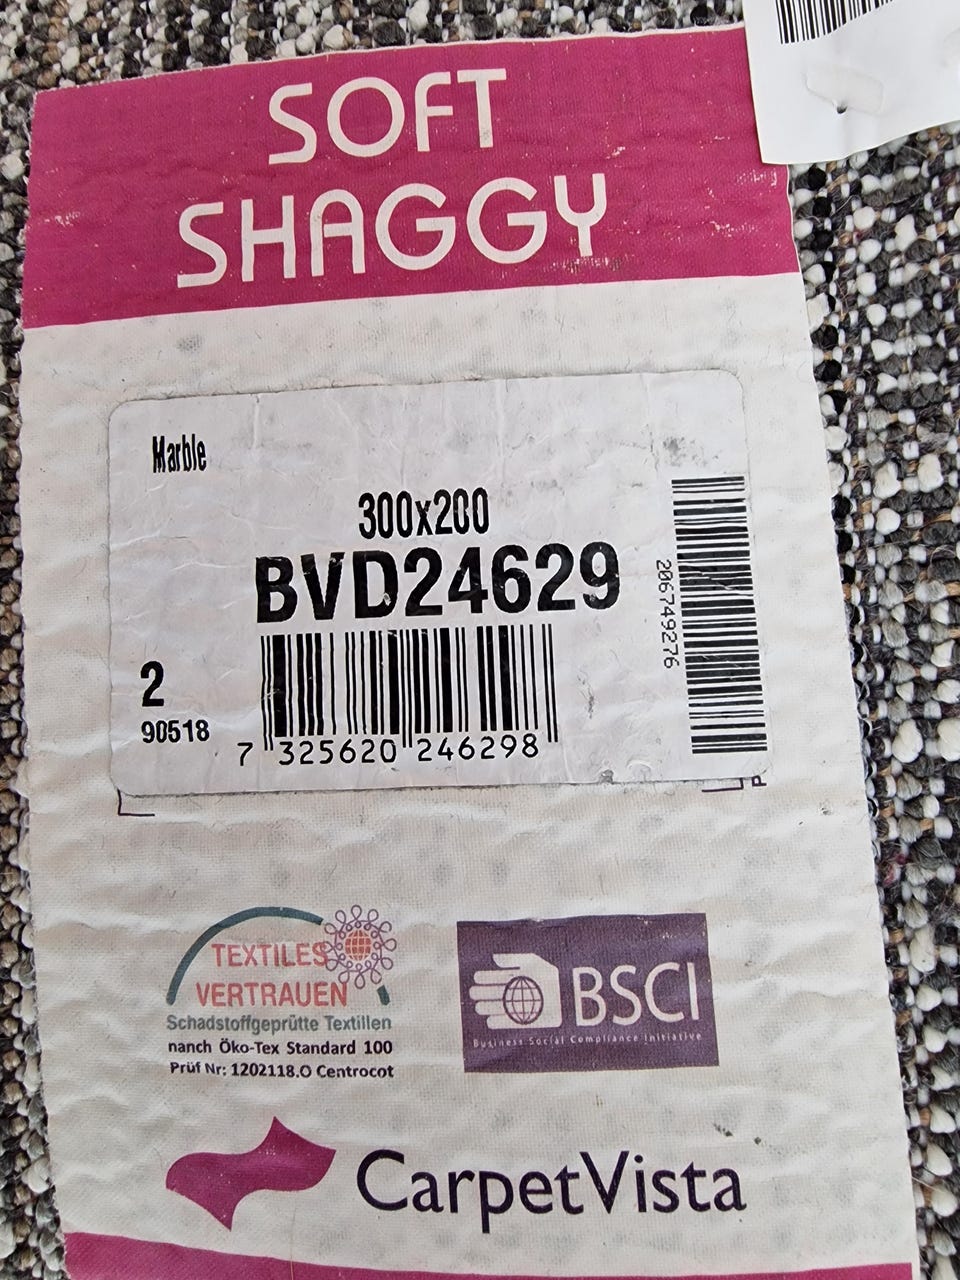 SOFT
SHAGGY
Marble
300x200
BVD24629
206749276
2
90518
7 325620 246298
P
TEXTILES
VERTRAUEN
Schadstoffgeprütte Textillen
nanch Öko-Tex Standard 100
Prüf Nr: 1202118.O Centrocot
BSCI
Business Social Compliance Initiative
CarpetVista